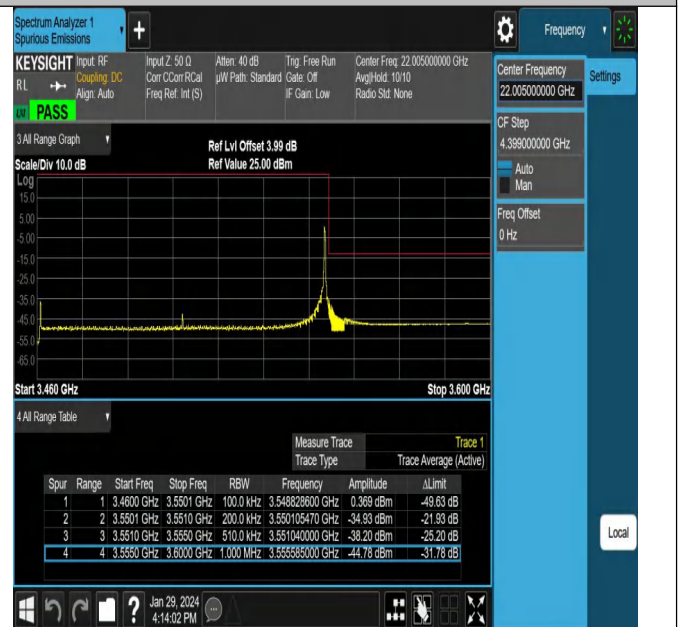 Spectrum Analyzer 1
Spurious Emissions
+
Frequency
KEYSIGHT Input: RF Input Z: 50 Ω Atten: 40 dB Trig: Free Run Center Freq: 22.005000000 GHz
RL Coupling: DC Corr CCorr RCal µW Path: Standard Gate: Off Avg|Hold: 10/10
Align: Auto Freq Ref: Int (S) IF Gain: Low Radio Std: None
LXI PASS
3 All Range Graph
Ref Lvl Offset 3.99 dB
Scale/Div 10.0 dB Ref Value 25.00 dBm
Log
15.0
5.00
-5.00
-15.0
-25.0
-35.0
-45.0
-55.0
-65.0
Start 3.460 GHz Stop 3.600 GHz
4 All Range Table
Measure Trace Trace 1
Trace Type Trace Average (Active)
Spur Range Start Freq Stop Freq RBW Frequency Amplitude ΔLimit
1 1 3.4600 GHz 3.5501 GHz 100.0 kHz 3.548828600 GHz 0.369 dBm -49.63 dB
2 2 3.5501 GHz 3.5510 GHz 200.0 kHz 3.550105470 GHz -34.93 dBm -21.93 dB
3 3 3.5510 GHz 3.5550 GHz 510.0 kHz 3.551040000 GHz -38.20 dBm -25.20 dB
4 4 3.5550 GHz 3.6000 GHz 1.000 MHz 3.555585000 GHz -44.78 dBm -31.78 dB
?
Jan 29, 2024
4:14:02 PM
Center Frequency
22.005000000 GHz
Settings
CF Step
4.399000000 GHz
Auto
Man
Freq Offset
0 Hz
Local